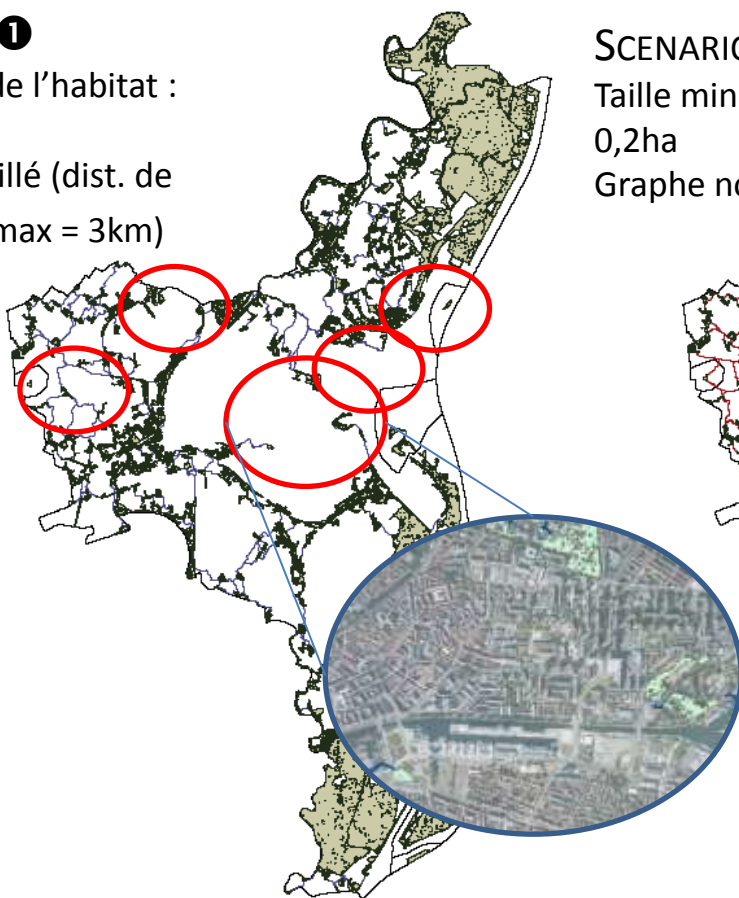 ❶
de l’habitat :
illé (dist. de
max = 3km)
SCENARIO
Taille min
0,2ha
Graphe no